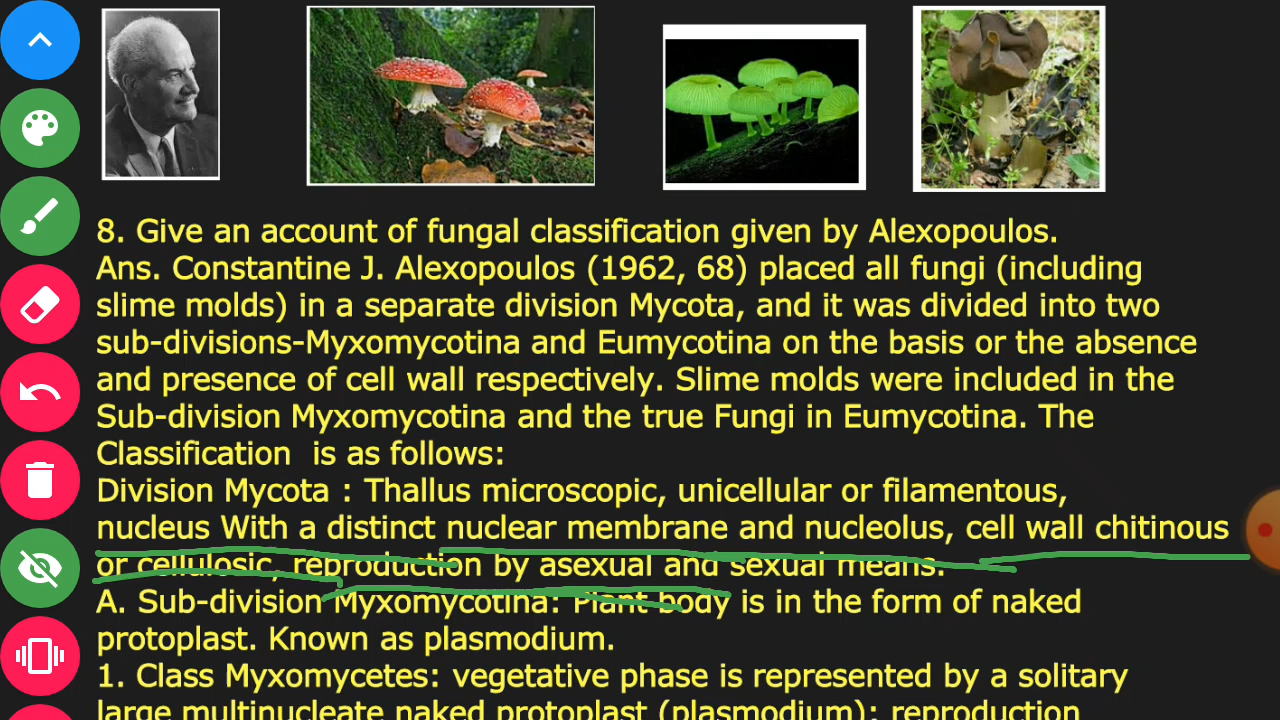 8. Give an account of fungal classification given by Alexopoulos.
Ans. Constantine J. Alexopoulos (1962, 68) placed all fungi (including
slime molds) in a separate division Mycota, and it was divided into two
sub-divisions-Myxomycotina and Eumycotina on the basis or the absence
and presence of cell wall respectively. Slime molds were included in the
Sub-division Myxomycotina and the true Fungi in Eumycotina. The
Classification  is as follows:
Division Mycota : Thallus microscopic, unicellular or filamentous,
nucleus With a distinct nuclear membrane and nucleolus, cell wall chitinous
or cellulosic, reproduction by asexual and sexual means.
A. Sub-division Myxomycotina: Plant body is in the form of naked
protoplast. Known as plasmodium.
1. Class Myxomycetes: vegetative phase is represented by a solitary
large multinucleate naked protoplast (plasmodium); reproduction